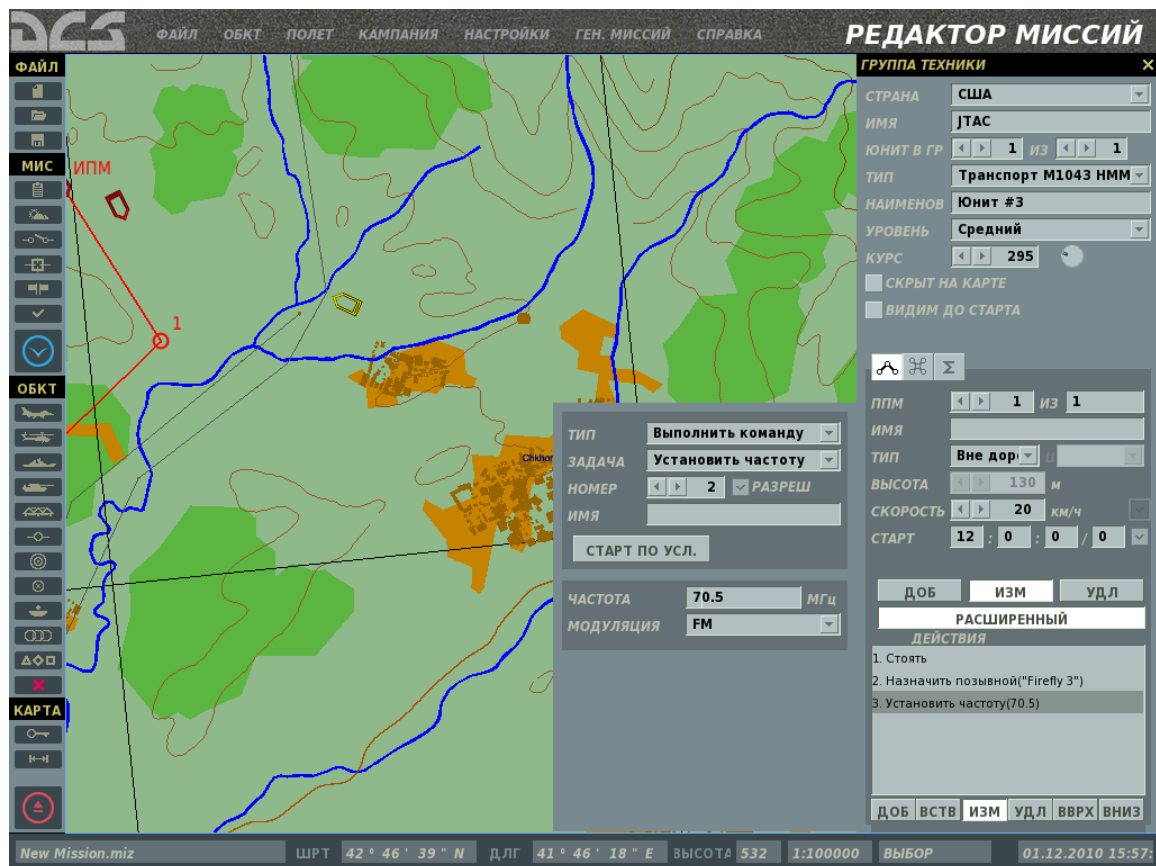 DCS
ФАЙЛ ОБКТ ПОЛЕТ КАМПАНИЯ НАСТРОЙКИ ГЕН. МИССИЙ СПРАВКА
РЕДАКТОР МИССИЙ
ФАЙЛ
МИС
ОБКТ
КАРТА
ИПМ
1
Chkhor
ГРУППА ТЕХНИКИ
СТРАНА США
ИМЯ JTAC
ЮНИТ В ГР 1 ИЗ 1
ТИП Транспорт M1043 HMM
НАИМЕНОВ Юнит #3
УРОВЕНЬ Средний
КУРС 295
СКРЫТ НА КАРТЕ
ВИДИМ ДО СТАРТА
ППМ 1 ИЗ 1
ИМЯ
ТИП Вне доро Ц
ВЫСОТА 130 м
СКОРОСТЬ 20 км/ч
СТАРТ 12 : 0 : 0 / 0
ДОБ ИЗМ УДЛ
РАСШИРЕННЫЙ
ДЕЙСТВИЯ
1. Стоять
2. Назначить позывной("Firefly 3")
3. Установить частоту(70.5)
ДОБ ВСТВ ИЗМ УДЛ ВВРХ ВНИЗ
ТИП Выполнить команду
ЗАДАЧА Установить частоту
НОМЕР 2 РАЗРЕШ
ИМЯ
СТАРТ ПО УСЛ.
ЧАСТОТА 70.5 МГц
МОДУЛЯЦИЯ FM
New Mission.miz ШРТ 42 ° 46 ' 39 " N ДЛГ 41 ° 46 ' 18 " E ВЫСОТА 532 1:100000 ВЫБОР 01.12.2010 15:57: